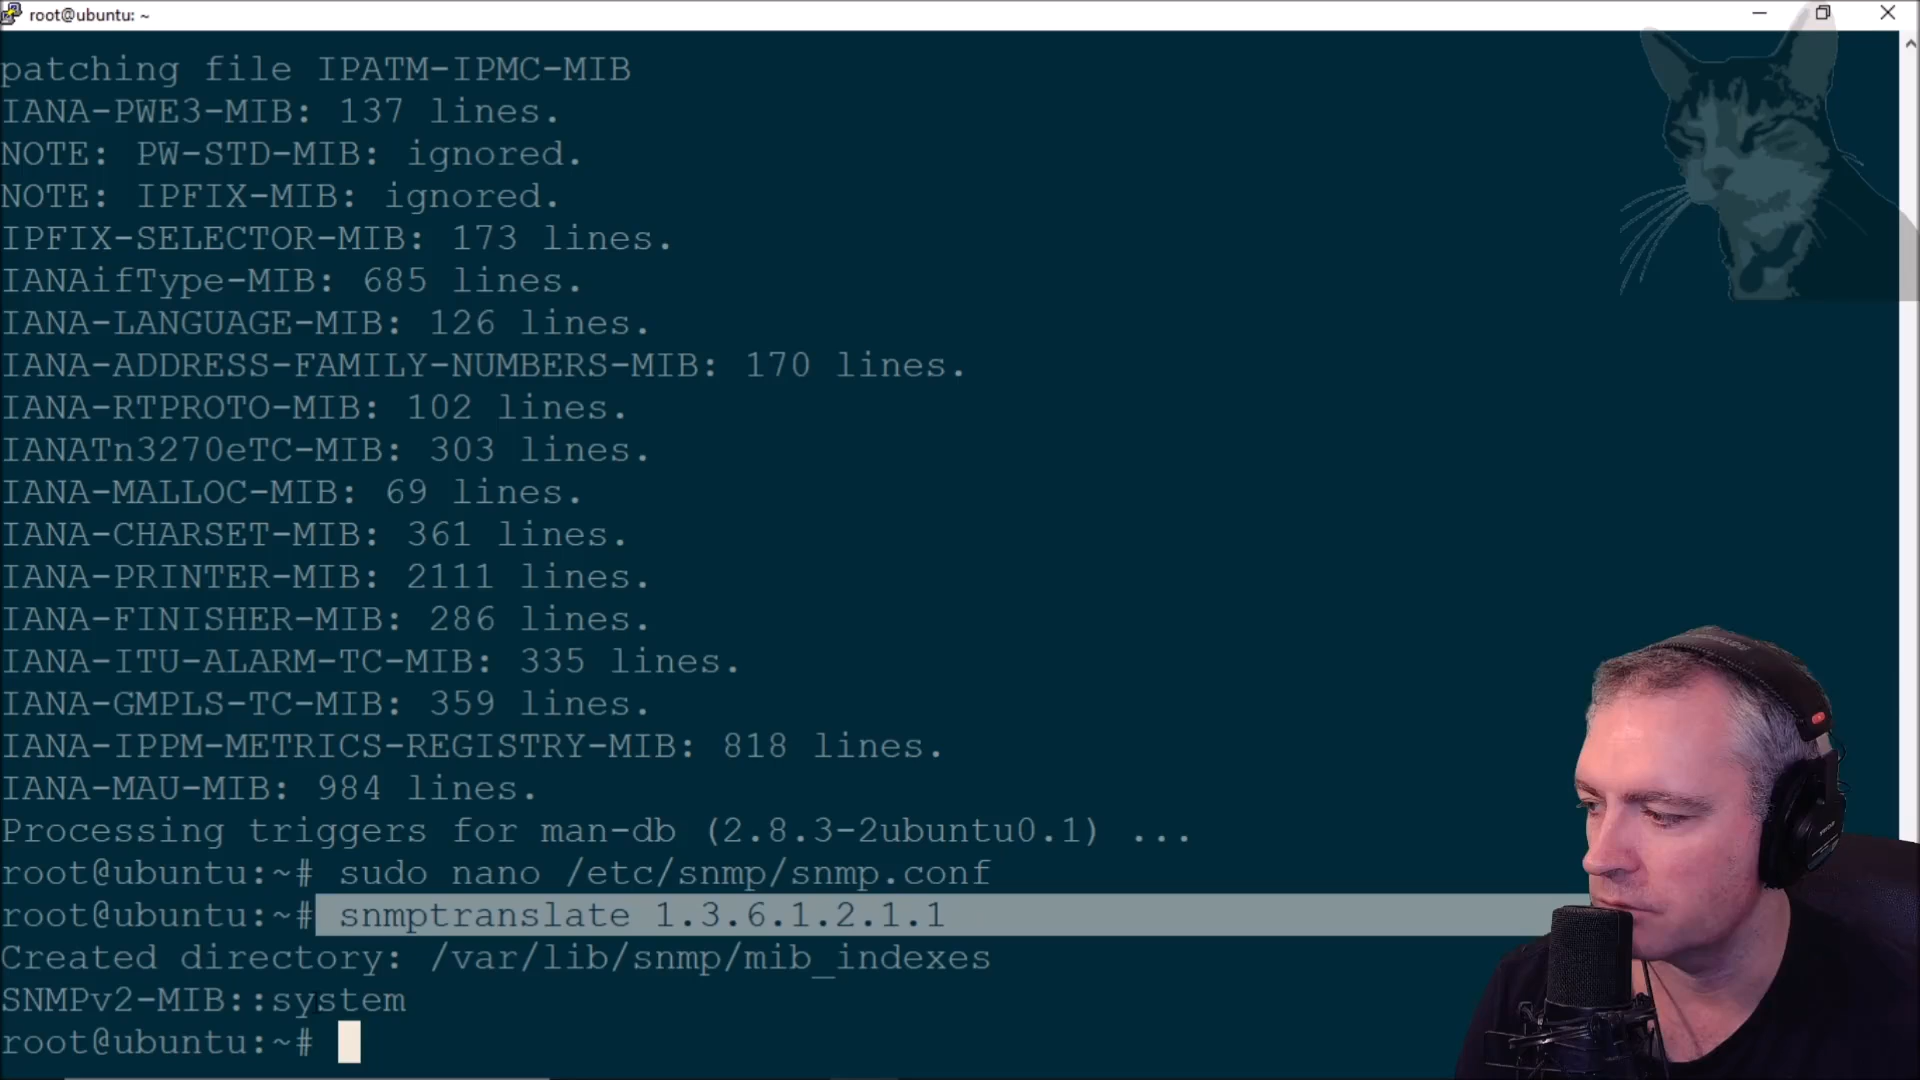 root@ubuntu: ~
patching file IPATM-IPMC-MIB
IANA-PWE3-MIB: 137 lines.
NOTE: PW-STD-MIB: ignored.
NOTE: IPFIX-MIB: ignored.
IPFIX-SELECTOR-MIB: 173 lines.
IANAifType-MIB: 685 lines.
IANA-LANGUAGE-MIB: 126 lines.
IANA-ADDRESS-FAMILY-NUMBERS-MIB: 170 lines.
IANA-RTPROTO-MIB: 102 lines.
IANATn3270eTC-MIB: 303 lines.
IANA-MALLOC-MIB: 69 lines.
IANA-CHARSET-MIB: 361 lines.
IANA-PRINTER-MIB: 2111 lines.
IANA-FINISHER-MIB: 286 lines.
IANA-ITU-ALARM-TC-MIB: 335 lines.
IANA-GMPLS-TC-MIB: 359 lines.
IANA-IPPM-METRICS-REGISTRY-MIB: 818 lines.
IANA-MAU-MIB: 984 lines.
Processing triggers for man-db (2.8.3-2ubuntu0.1) ...
root@ubuntu:~# sudo nano /etc/snmp/snmp.conf
root@ubuntu:~# snmptranslate 1.3.6.1.2.1.1
Created directory: /var/lib/snmp/mib_indexes
SNMPv2-MIB::system
root@ubuntu:~#